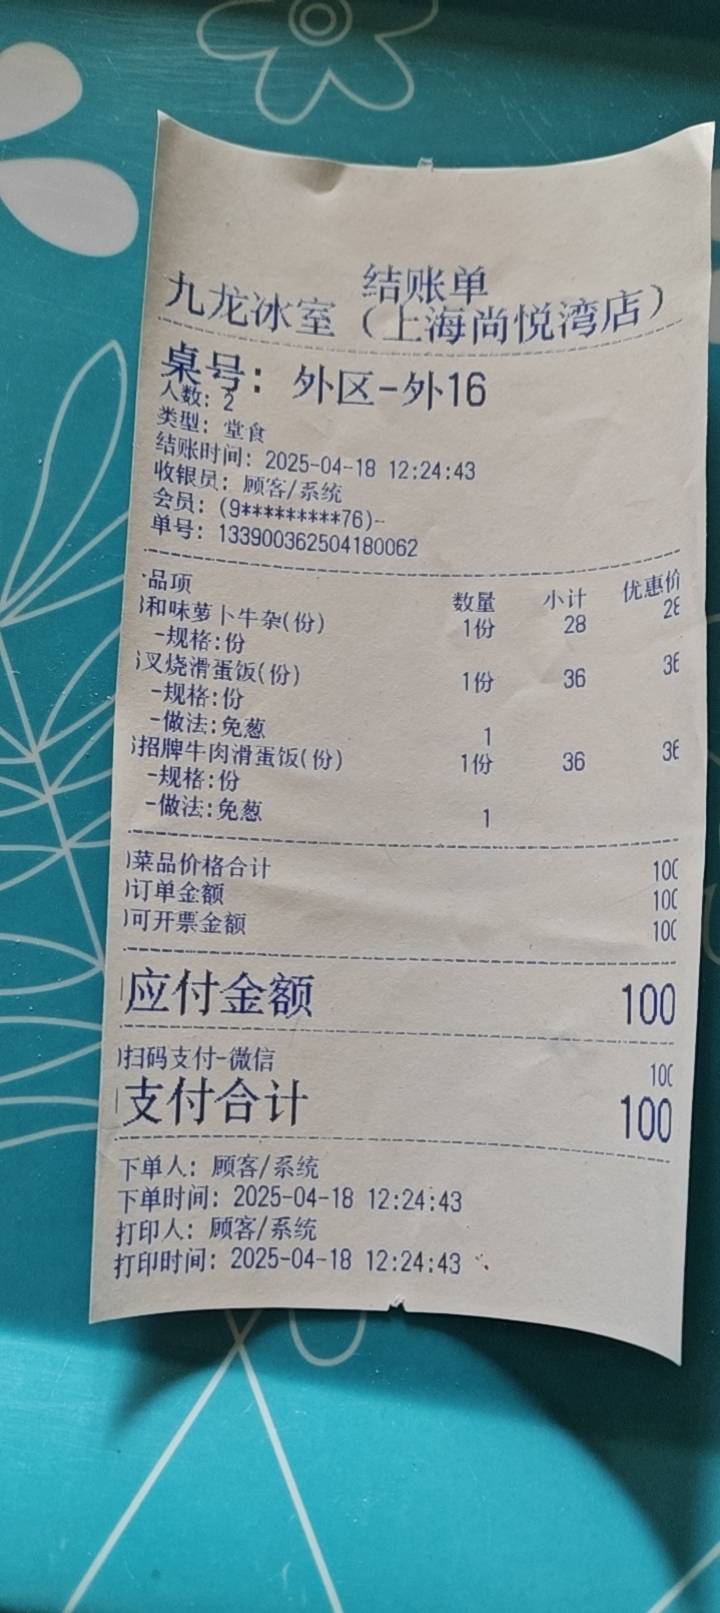 结账单
九龙冰室（上海尚悦湾店）
桌号： 外区-外16
人数: 2
类型: 堂食
结账时间: 2025-04-18 12:24:43
收银员: 顾客/系统
会员: (9*********76)-
单号: 133900362504180062
品项 数量 小计 优惠价
和味萝卜牛杂(份) 1份 28 28
-规格:份
叉烧滑蛋饭(份) 1份 36 36
-规格:份
-做法:免葱 1
招牌牛肉滑蛋饭(份) 1份 36 36
-规格:份
-做法:免葱 1
菜品价格合计 100
订单金额 100
可开票金额 100
应付金额 100
扫码支付-微信 100
支付合计 100
下单人: 顾客/系统
下单时间: 2025-04-18 12:24:43
打印人: 顾客/系统
打印时间: 2025-04-18 12:24:43